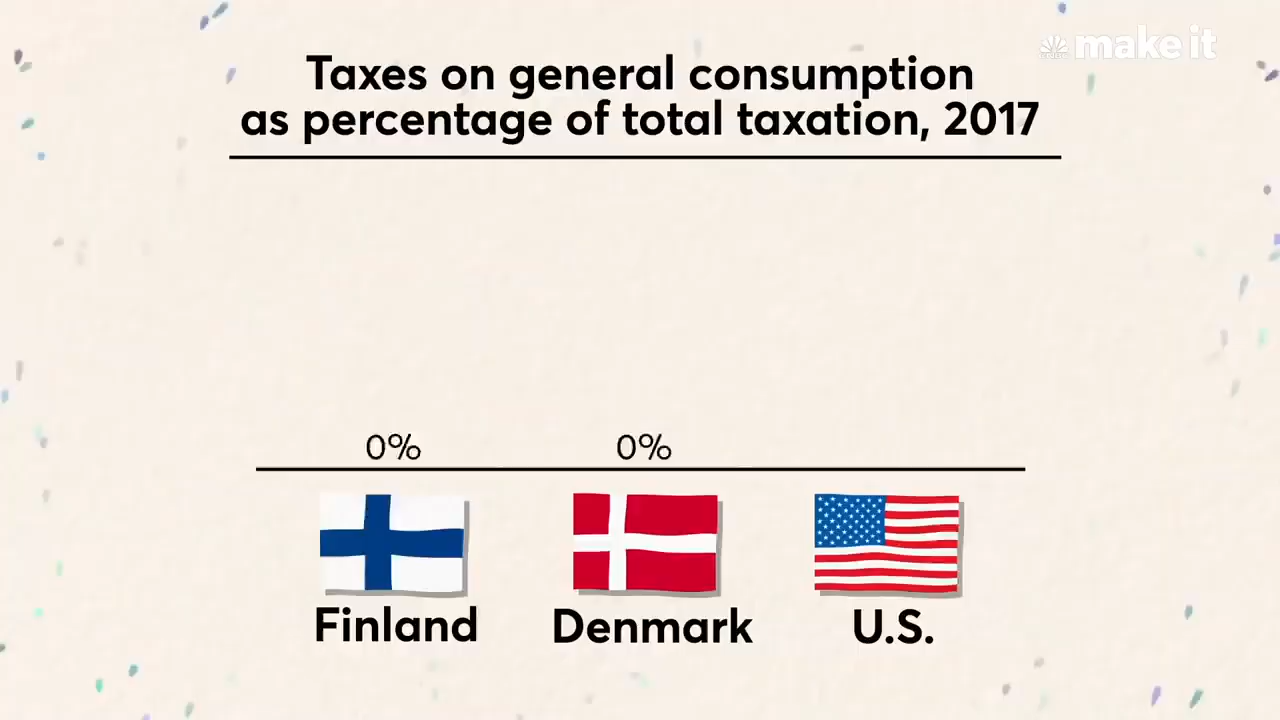 make it
Taxes on general consumption
as percentage of total taxation, 2017
0% 0%
Finland Denmark U.S.